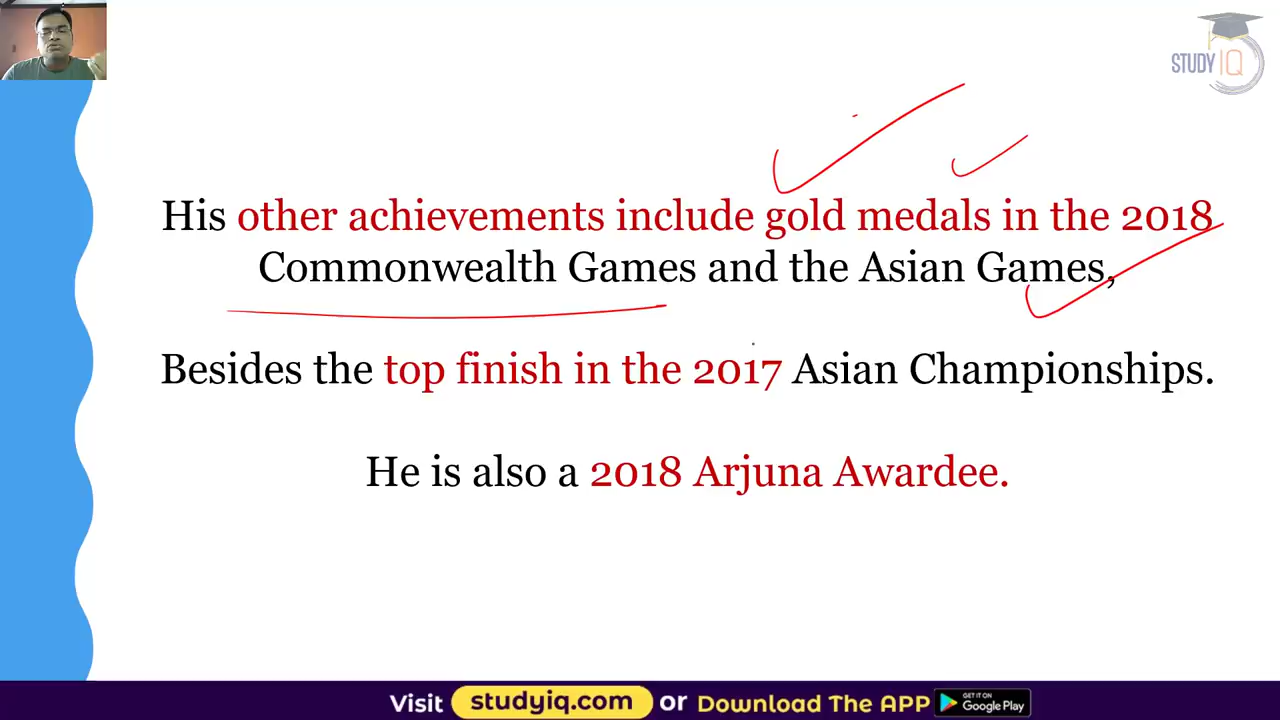 STUDY IQ
His other achievements include gold medals in the 2018
Commonwealth Games and the Asian Games,
Besides the top finish in the 2017 Asian Championships.
He is also a 2018 Arjuna Awardee.
Visit studyiq.com or Download The APP GET IT ON Google Play